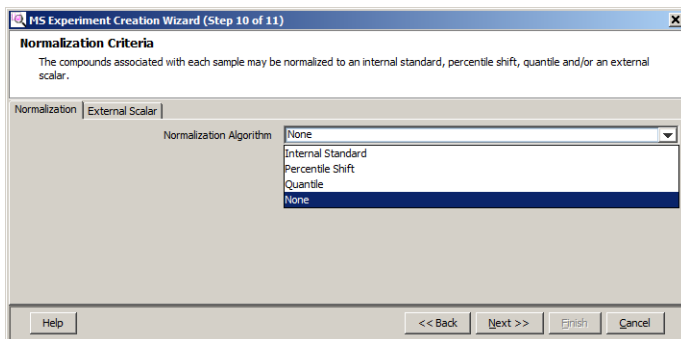 MS Experiment Creation Wizard (Step 10 of 11)
Normalization Criteria
The compounds associated with each sample may be normalized to an internal standard, percentile shift, quantile and/or an external
scalar.
Normalization External Scalar
Normalization Algorithm None
Internal Standard
Percentile Shift
Quantile
None
Help << Back Next >> Finish Cancel